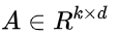 A ∈ R^{k×d}